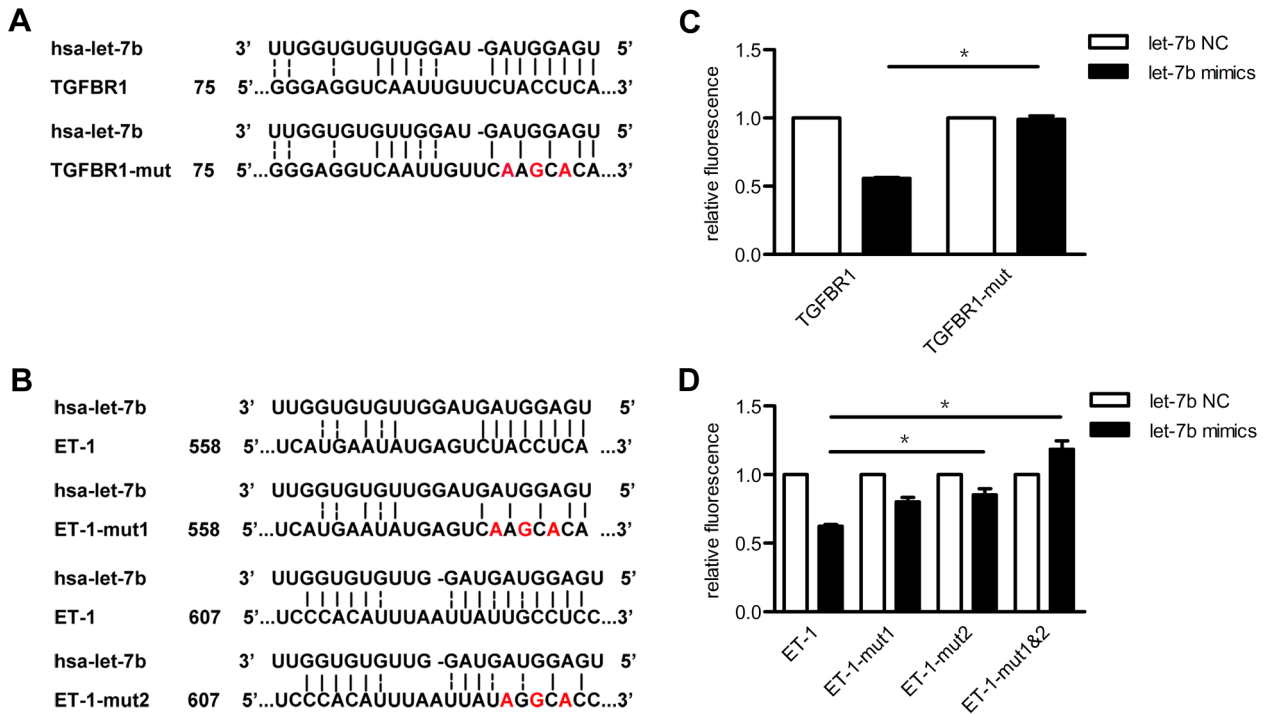 A
hsa-let-7b 3’ UUGGUGUGUUGGAU -GAUGGAGU 5’
TGFBR1 75 5’...GGGAGGUCAAUUGUUCUACCUCA...3’
hsa-let-7b 3’ UUGGUGUGUUGGAU -GAUGGAGU 5’
TGFBR1-mut 75 5’...GGGAGGUCAAUUGUUCAAGCACA...3’
B
hsa-let-7b 3’ UUGGUGUGUUGGAUGAUGGAGU 5’
ET-1 558 5’...UCAUGAAUAUGAGUCUACCUCA ...3’
hsa-let-7b 3’ UUGGUGUGUUGGAUGAUGGAGU 5’
ET-1-mut1 558 5’...UCAUGAAUAUGAGUCAAGCACA ...3’
hsa-let-7b 3’ UUGGUGUGUUG -GAUGAUGGAGU 5’
ET-1 607 5’...UCCCACAUUUAAUUAUUGCCUCC...3’
hsa-let-7b 3’ UUGGUGUGUUG -GAUGAUGGAGU 5’
ET-1-mut2 607 5’...UCCCACAUUUAAUUAUAGGCACC...3’
C
relative fluorescence
1.5
1.0
0.5
0.0
*
TGFBR1
TGFBR1-mut
let-7b NC
let-7b mimics
D
relative fluorescence
1.5
1.0
0.5
0.0
*
*
ET-1
ET-1-mut1
ET-1-mut2
ET-1-mut1&2
let-7b NC
let-7b mimics